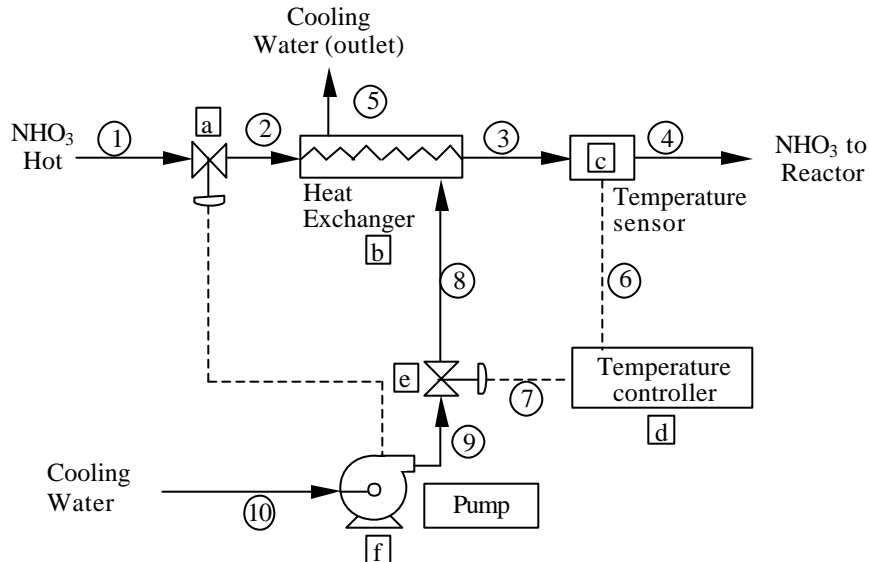 Cooling
Water (outlet)
5
a
NHO₃
Hot
1
2
3
4
c
NHO₃ to
Reactor
Heat
Exchanger
b
Temperature
sensor
8
6
e
7
Temperature
controller
d
9
Cooling
Water
10
Pump
f